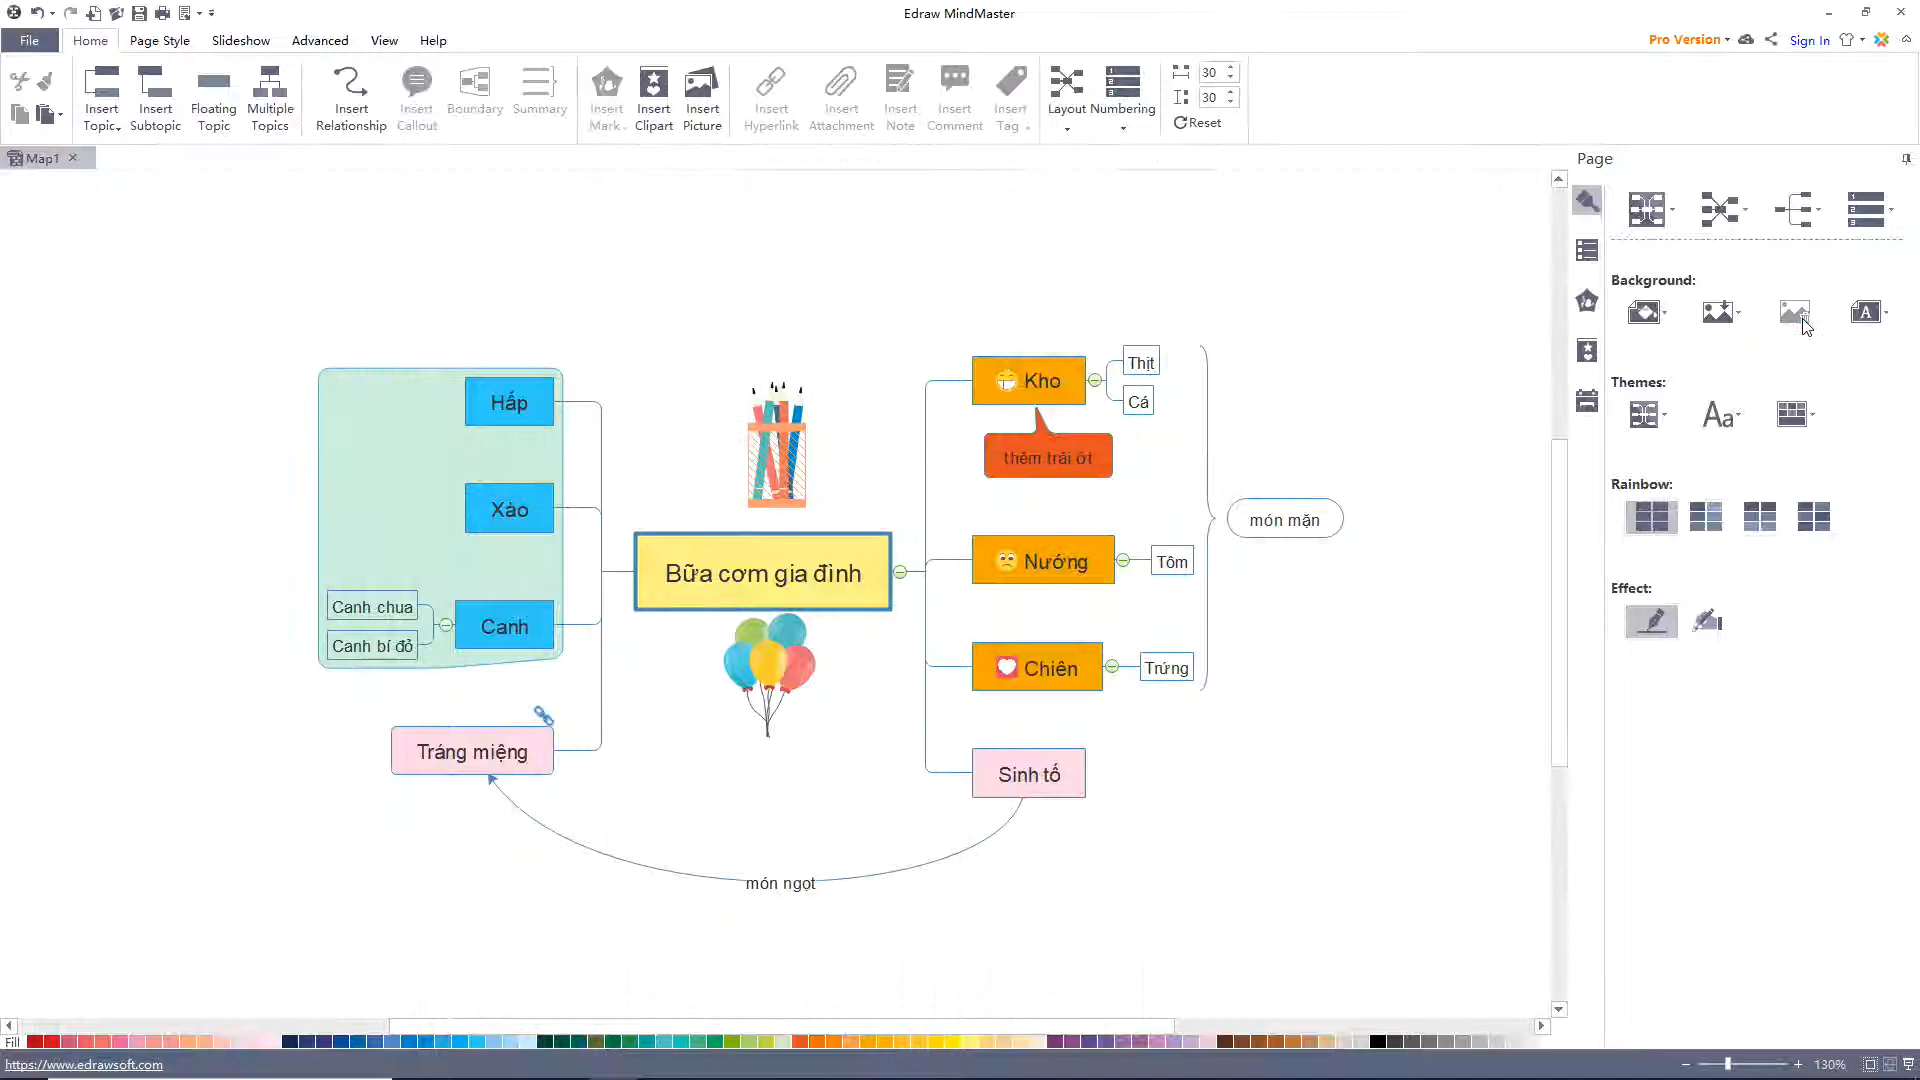 Edraw MindMaster
File Home Page Style Slideshow Advanced View Help
Pro Version Sign In
Insert Topic
Insert Subtopic
Floating Topic
Multiple Topics
Insert Relationship
Insert Callout
Boundary
Summary
Insert Mark
Insert Clipart
Insert Picture
Insert Hyperlink
Insert Attachment
Insert Note
Insert Comment
Insert Tag
Layout
Numbering
30
30
Reset
Map1
Page
Background:
Themes:
Aa
Rainbow:
Effect:
Hấp
Xào
Canh chua
Canh bí đỏ
Canh
Tráng miệng
Bữa cơm gia đình
Kho
Thịt
Cá
thêm trái ớt
món mặn
Nướng
Tôm
Chiên
Trứng
Sinh tố
món ngọt
Fill
https://www.edrawsoft.com
130%